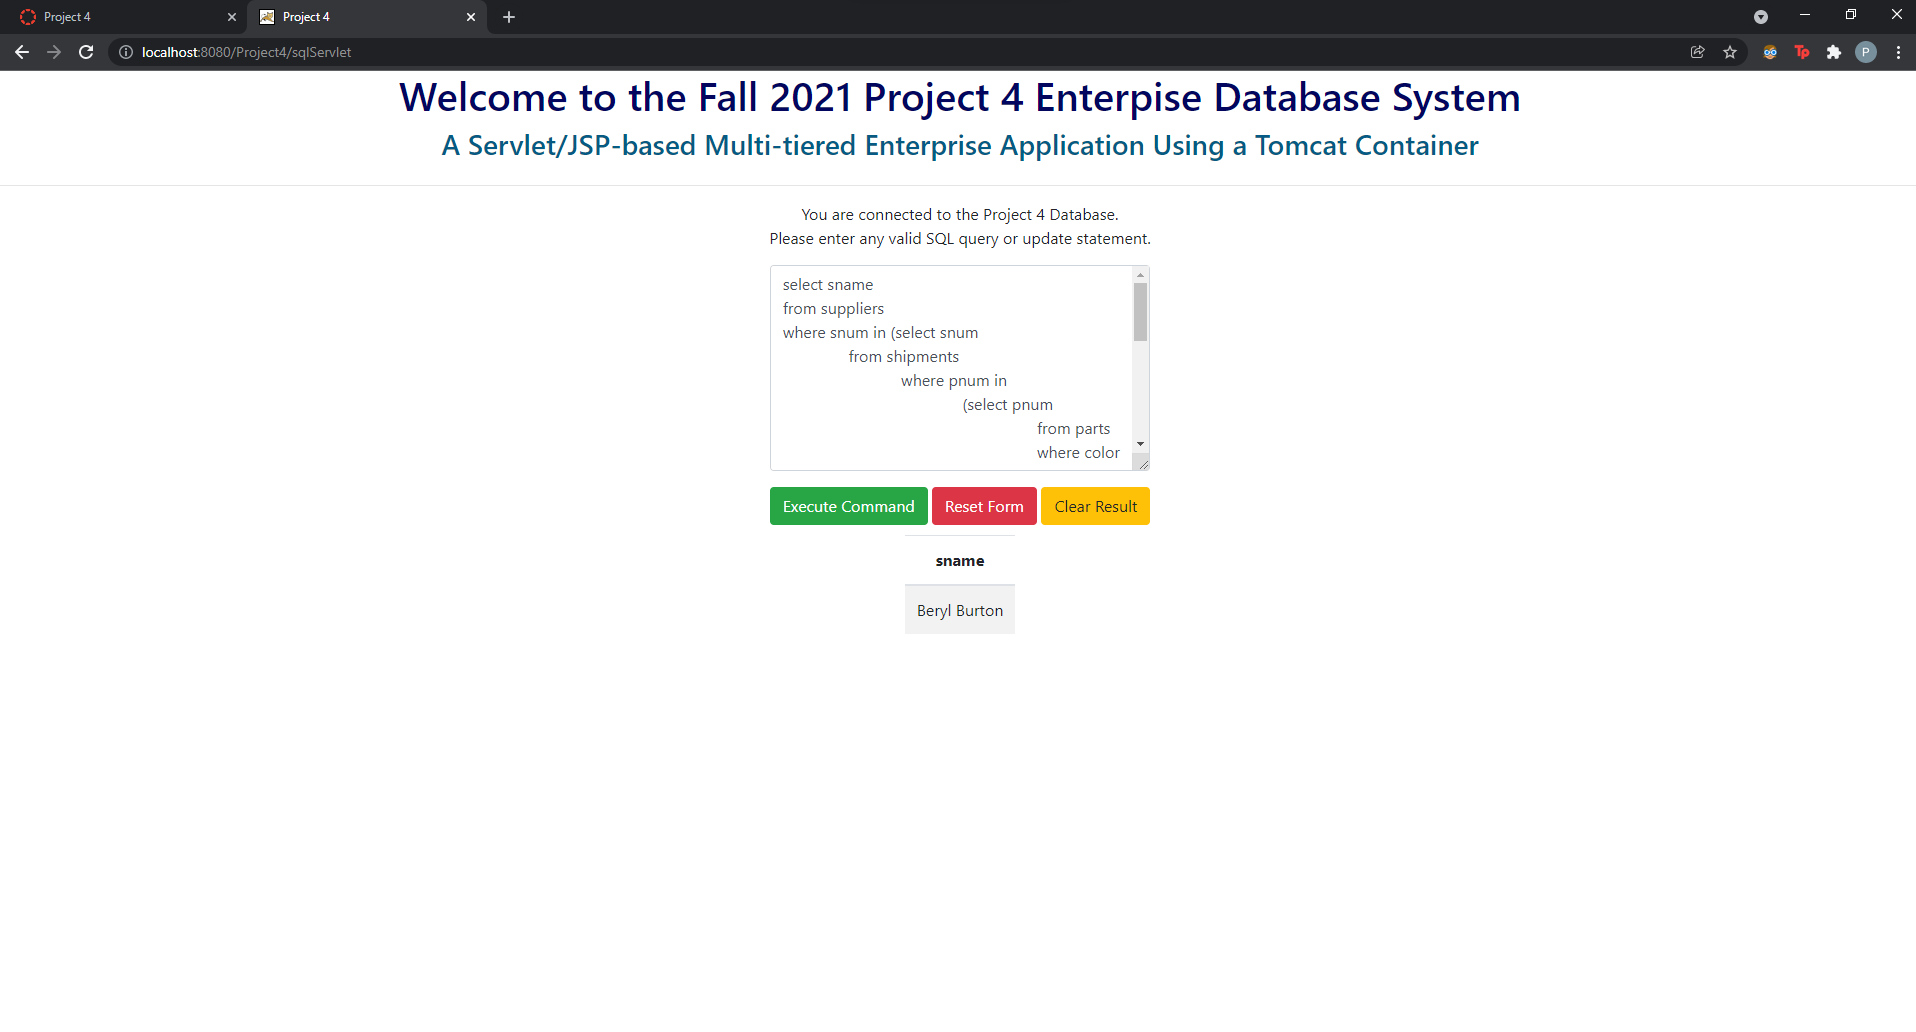 Project 4
Project 4
localhost:8080/Project4/sqlServlet
Tp
P
Welcome to the Fall 2021 Project 4 Enterpise Database System
A Servlet/JSP-based Multi-tiered Enterprise Application Using a Tomcat Container
You are connected to the Project 4 Database.
Please enter any valid SQL query or update statement.
select sname
from suppliers
where snum in (select snum
from shipments
where pnum in
(select pnum
from parts
where color
Execute Command Reset Form Clear Result
sname
Beryl Burton